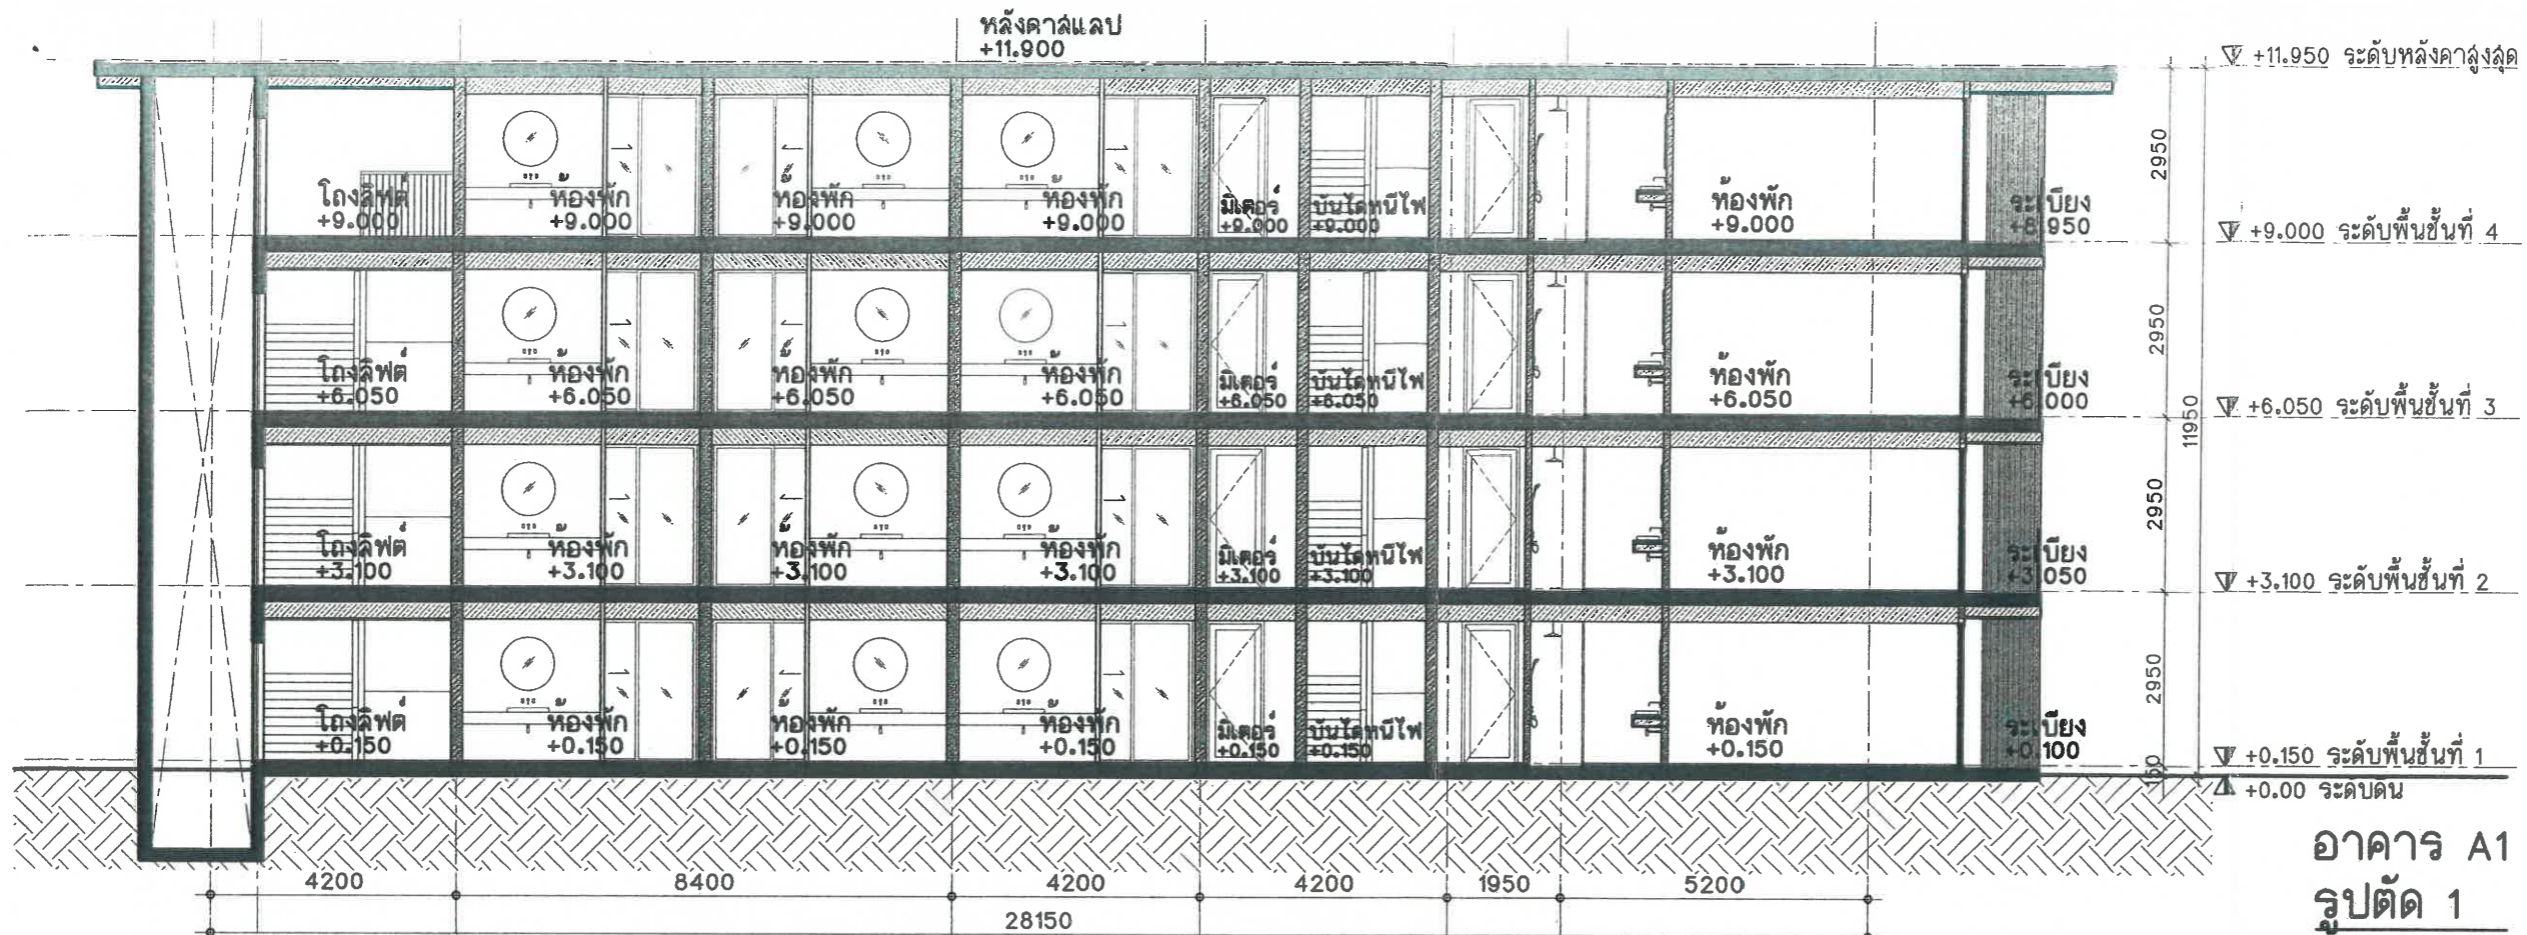 หลังคาสแลป
+11.900
+11.950 ระดับหลังคาสูงสุด
โถงลิฟต์
+9.000
ห้องพัก
+9.000
ห้องพัก
+9.000
ห้องพัก
+9.000
มิเตอร์
+9.000
บันไดหนีไฟ
+9.000
ห้องพัก
+9.000
ระเบียง
+8.950
2950
+9.000 ระดับพื้นชั้นที่ 4
โถงลิฟต์
+6.050
ห้องพัก
+6.050
ห้องพัก
+6.050
ห้องพัก
+6.050
มิเตอร์
+6.050
บันไดหนีไฟ
+6.050
ห้องพัก
+6.050
ระเบียง
+6.000
2950
+6.050 ระดับพื้นชั้นที่ 3
11950
โถงลิฟต์
+3.100
ห้องพัก
+3.100
ห้องพัก
+3.100
ห้องพัก
+3.100
มิเตอร์
+3.100
บันไดหนีไฟ
+3.100
ห้องพัก
+3.100
ระเบียง
+3.050
2950
+3.100 ระดับพื้นชั้นที่ 2
โถงลิฟต์
+0.150
ห้องพัก
+0.150
ห้องพัก
+0.150
ห้องพัก
+0.150
มิเตอร์
+0.150
บันไดหนีไฟ
+0.150
ห้องพัก
+0.150
ระเบียง
+0.100
2950
+0.150 ระดับพื้นชั้นที่ 1
150
+0.00 ระดับดิน
4200
8400
4200
4200
1950
5200
28150
อาคาร A1
รูปตัด 1